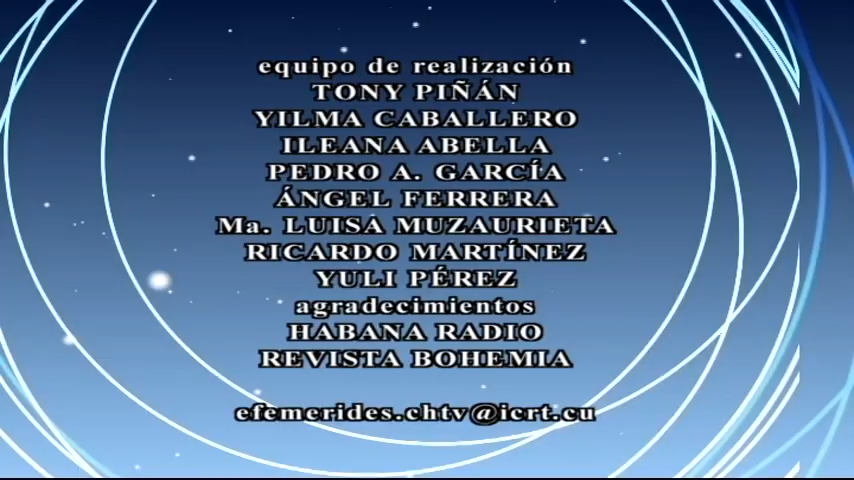 equipo de realización
TONY PIÑÁN
YILMA CABALLERO
ILEANA ABELLA
PEDRO A. GARCÍA
ÁNGEL FERRERA
Ma. LUISA MUZAURIETA
RICARDO MARTÍNEZ
YULI PÉREZ
agradecimientos
HABANA RADIO
REVISTA BOHEMIA
efemerides.chtv@icrt.cu